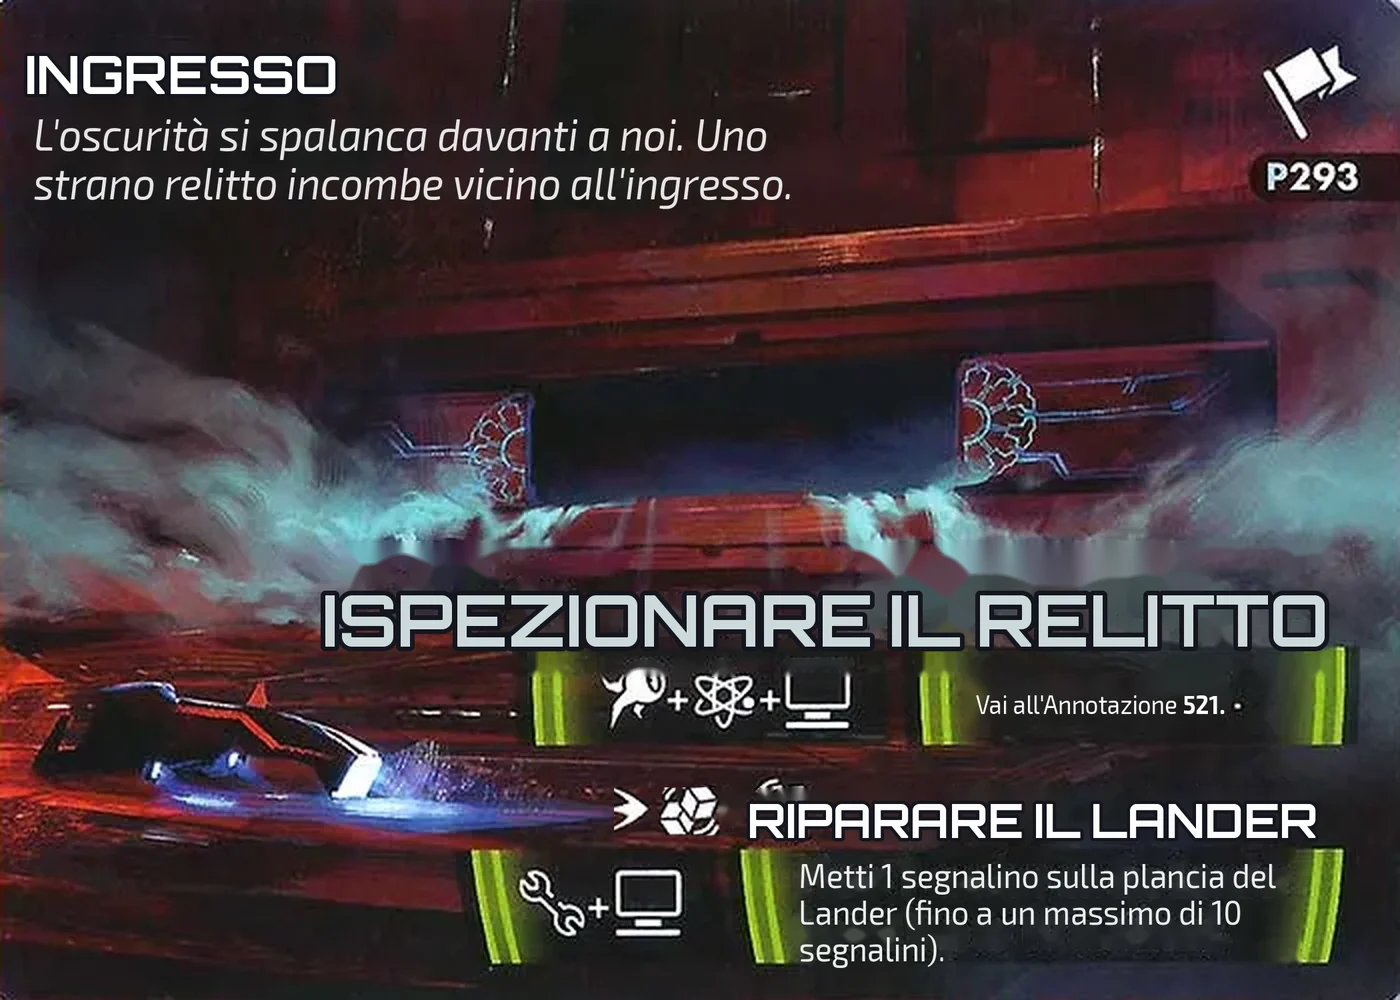 INGRESSO
L'oscurità si spalanca davanti a noi. Uno
strano relitto incombe vicino all'ingresso.
P293
ISPEZIONARE IL RELITTO
+ +
Vai all'Annotazione 521. •
RIPARARE IL LANDER
+
Metti 1 segnalino sulla plancia del
Lander (fino a un massimo di 10
segnalini).